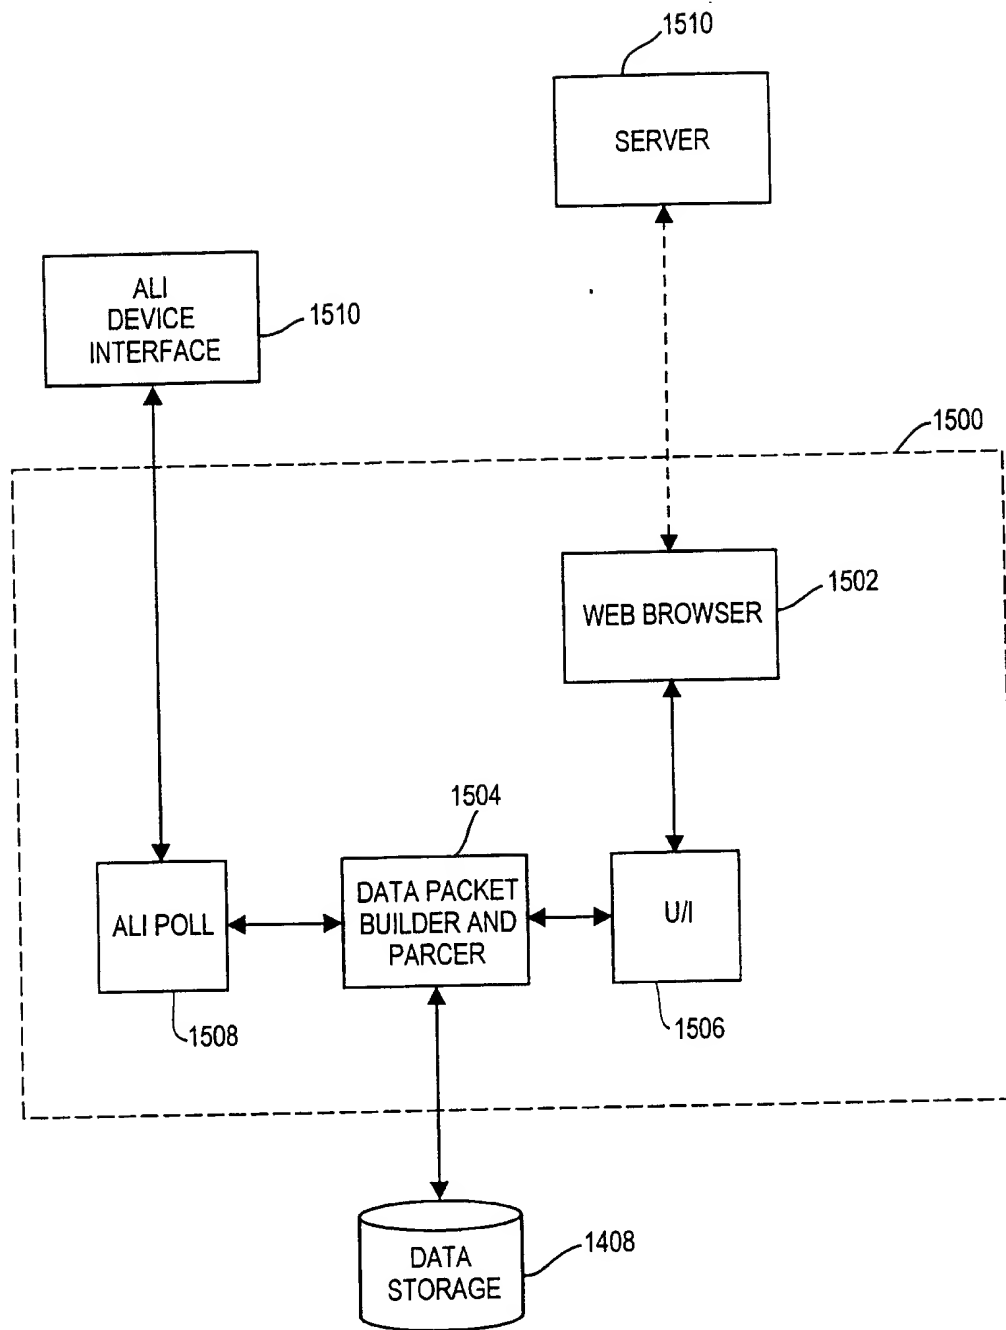 1510
SERVER
ALI
DEVICE
INTERFACE
1510
1500
WEB BROWSER
1502
1504
ALI POLL
DATA PACKET
BUILDER AND
PARCER
U/I
1508
1506
DATA
STORAGE
1408